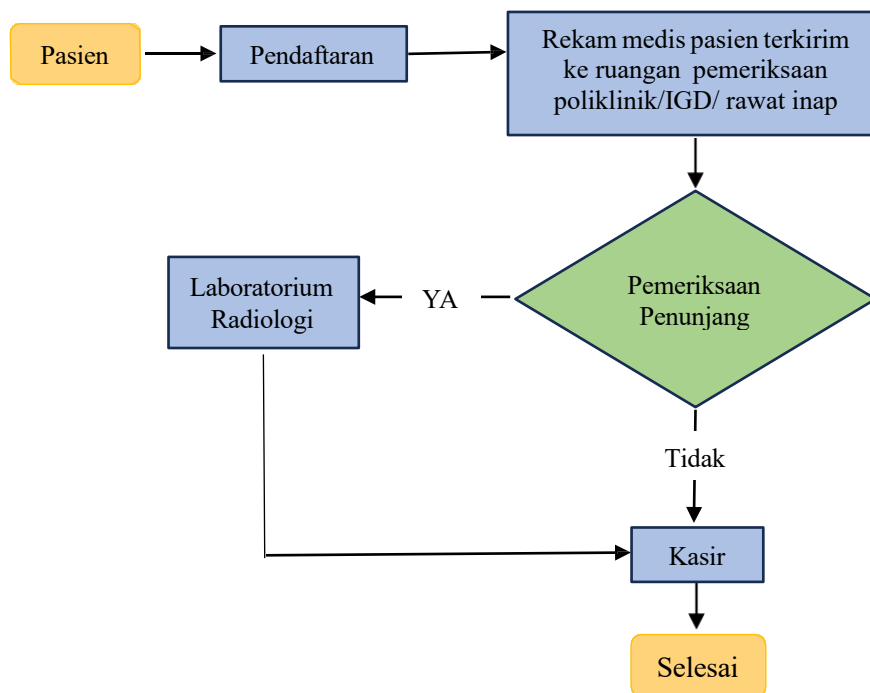 Pasien
Pendaftaran
Rekam medis pasien terkirim
ke ruangan pemeriksaan
poliklinik/IGD/ rawat inap
Pemeriksaan
Penunjang
YA
Laboratorium
Radiologi
Tidak
Kasir
Selesai